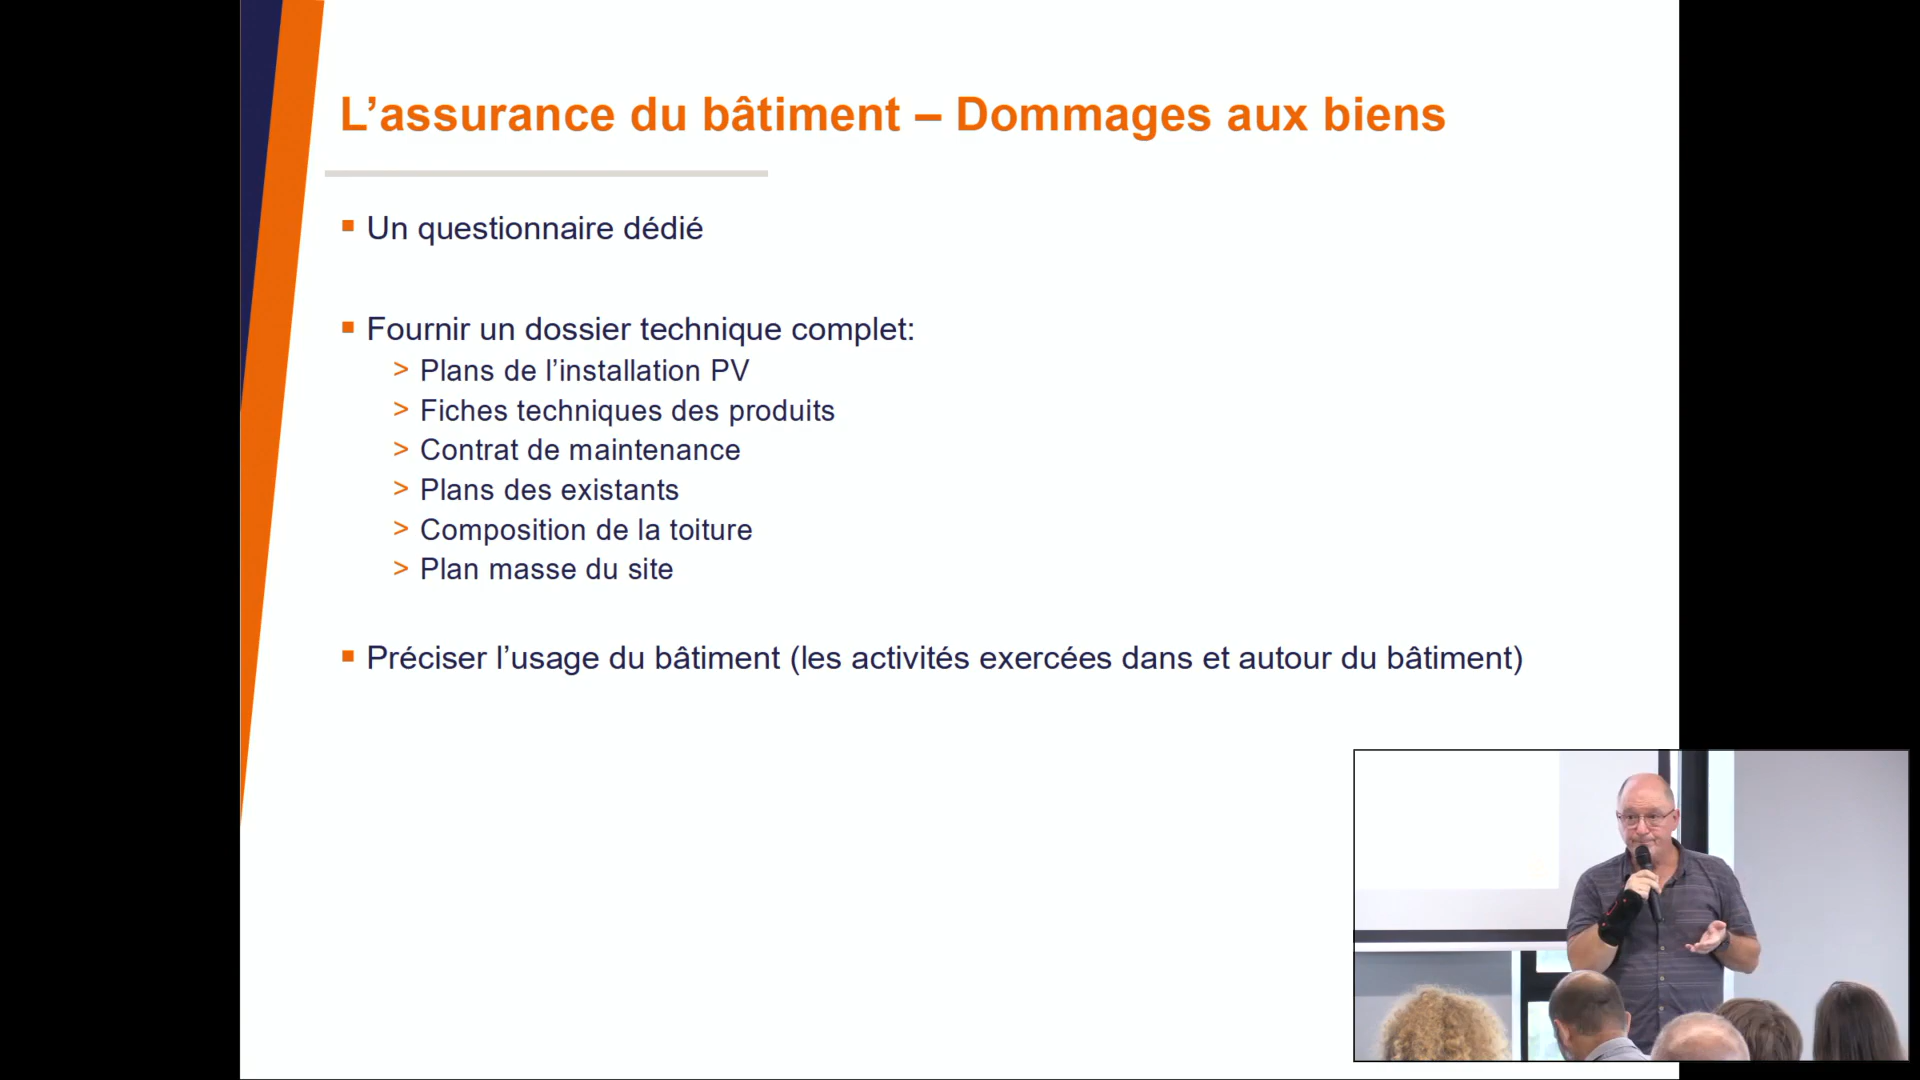 L’assurance du bâtiment – Dommages aux biens
▪ Un questionnaire dédié
▪ Fournir un dossier technique complet:
> Plans de l’installation PV
> Fiches techniques des produits
> Contrat de maintenance
> Plans des existants
> Composition de la toiture
> Plan masse du site
▪ Préciser l’usage du bâtiment (les activités exercées dans et autour du bâtiment)